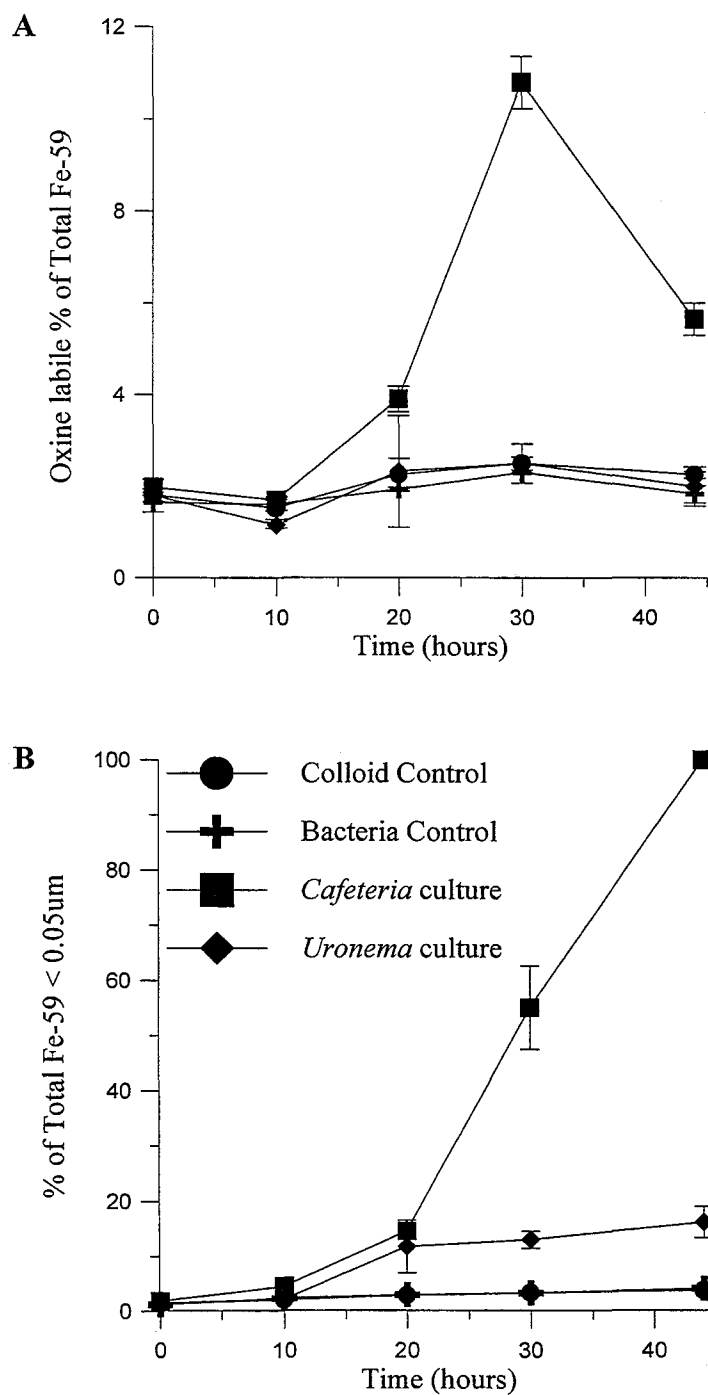 A
12
8
4
0
Oxine labile % of Total Fe-59
0 10 20 30 40
Time (hours)
B
100
80
60
40
20
0
% of Total Fe-59 < 0.05um
Colloid Control
Bacteria Control
Cafeteria culture
Uronema culture
0 10 20 30 40
Time (hours)